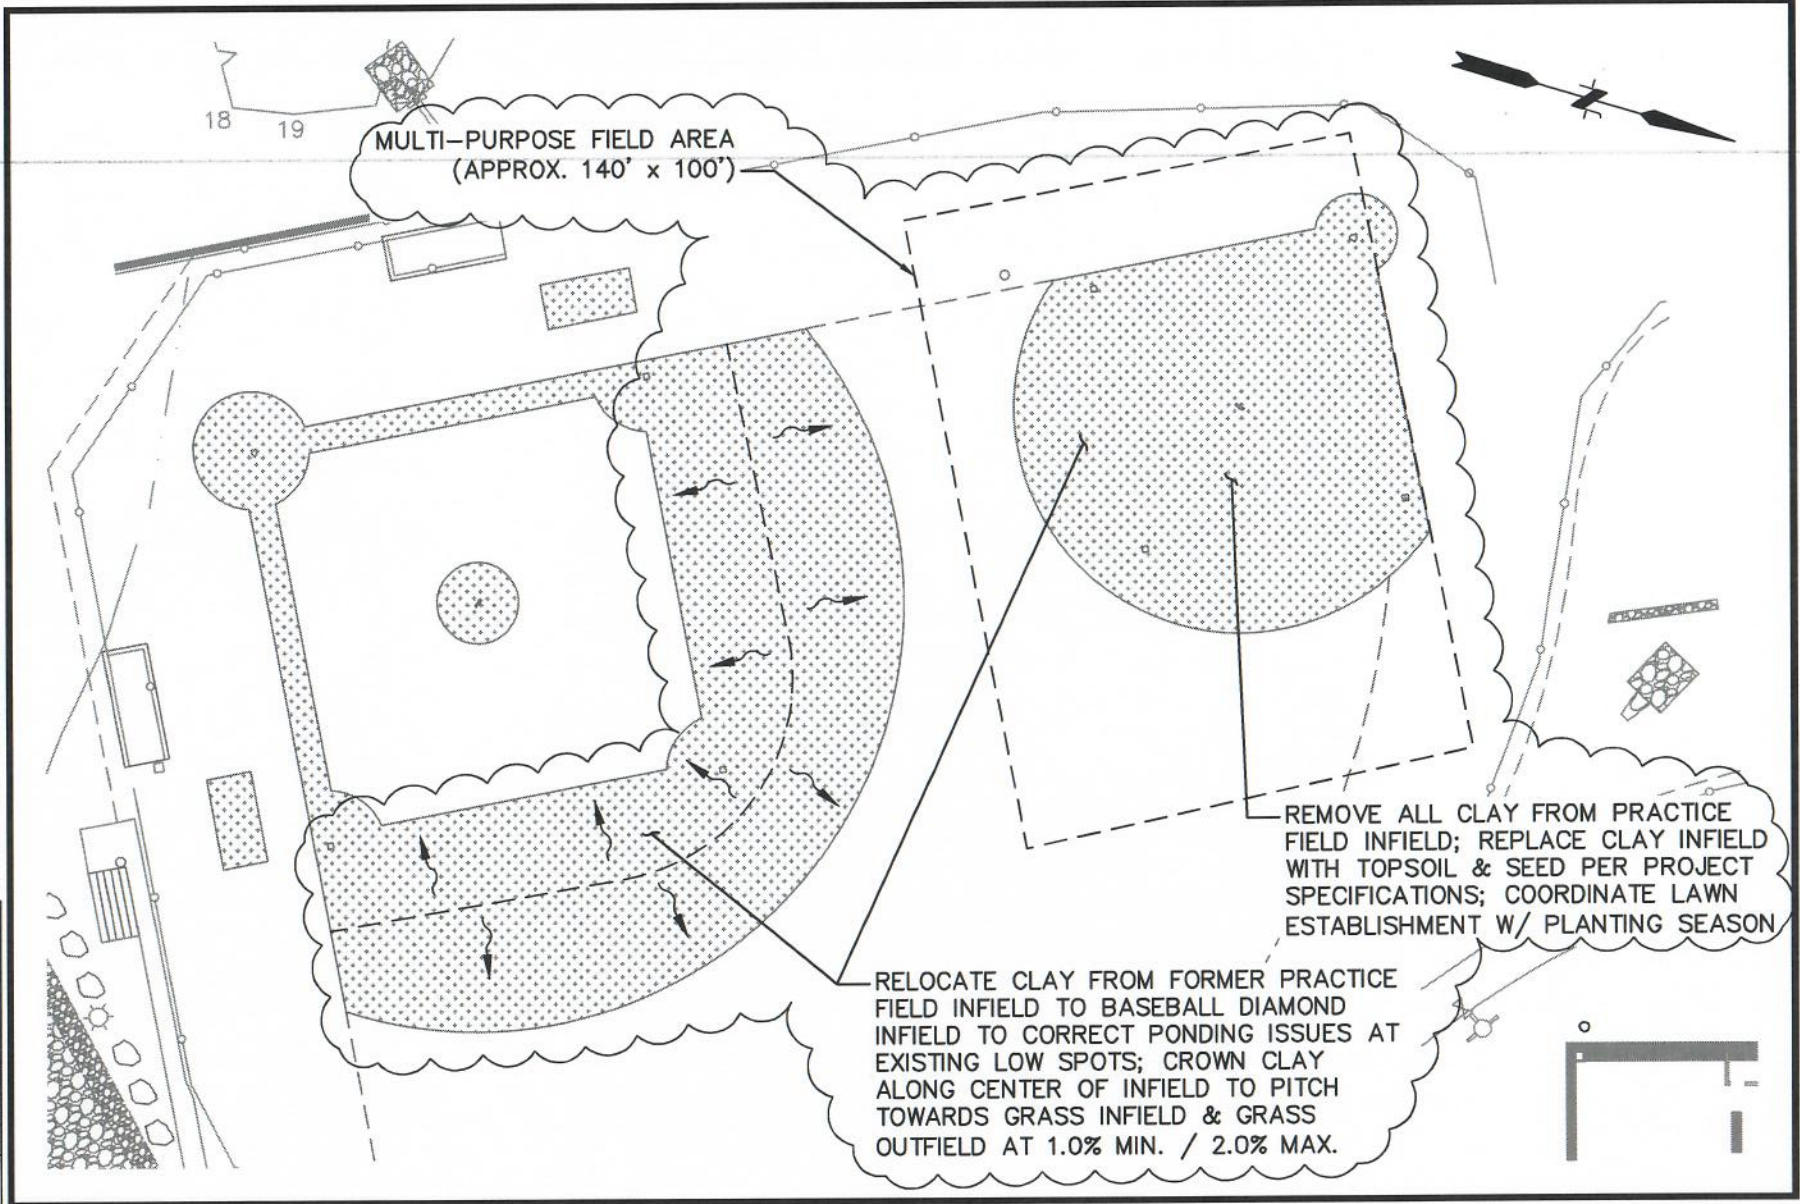 18
19
MULTI-PURPOSE FIELD AREA
(APPROX. 140' x 100')
REMOVE ALL CLAY FROM PRACTICE
FIELD INFIELD; REPLACE CLAY INFIELD
WITH TOPSOIL & SEED PER PROJECT
SPECIFICATIONS; COORDINATE LAWN
ESTABLISHMENT W/ PLANTING SEASON
RELOCATE CLAY FROM FORMER PRACTICE
FIELD INFIELD TO BASEBALL DIAMOND
INFIELD TO CORRECT PONDING ISSUES AT
EXISTING LOW SPOTS; CROWN CLAY
ALONG CENTER OF INFIELD TO PITCH
TOWARDS GRASS INFIELD & GRASS
OUTFIELD AT 1.0% MIN. / 2.0% MAX.